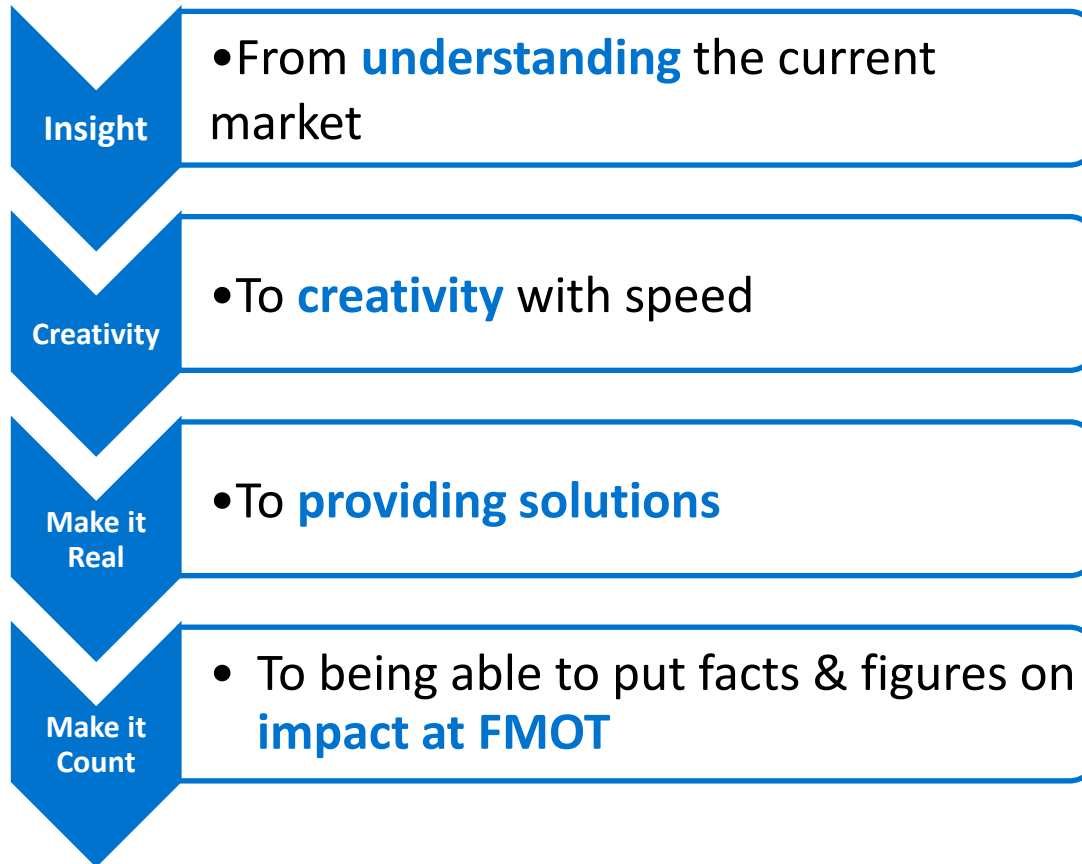 Insight
•From understanding the current
market
Creativity
•To creativity with speed
Make it
Real
•To providing solutions
Make it
Count
• To being able to put facts & figures on
impact at FMOT